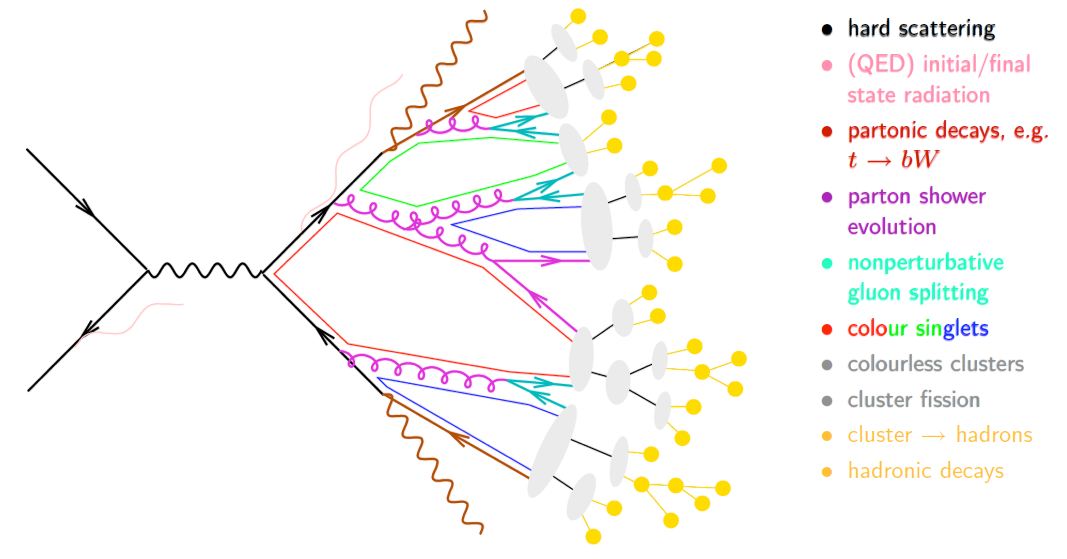 hard scattering
(QED) initial/final
state radiation
partonic decays, e.g.
t → bW
parton shower
evolution
nonperturbative
gluon splitting
colour singlets
colourless clusters
cluster fission
cluster → hadrons
hadronic decays